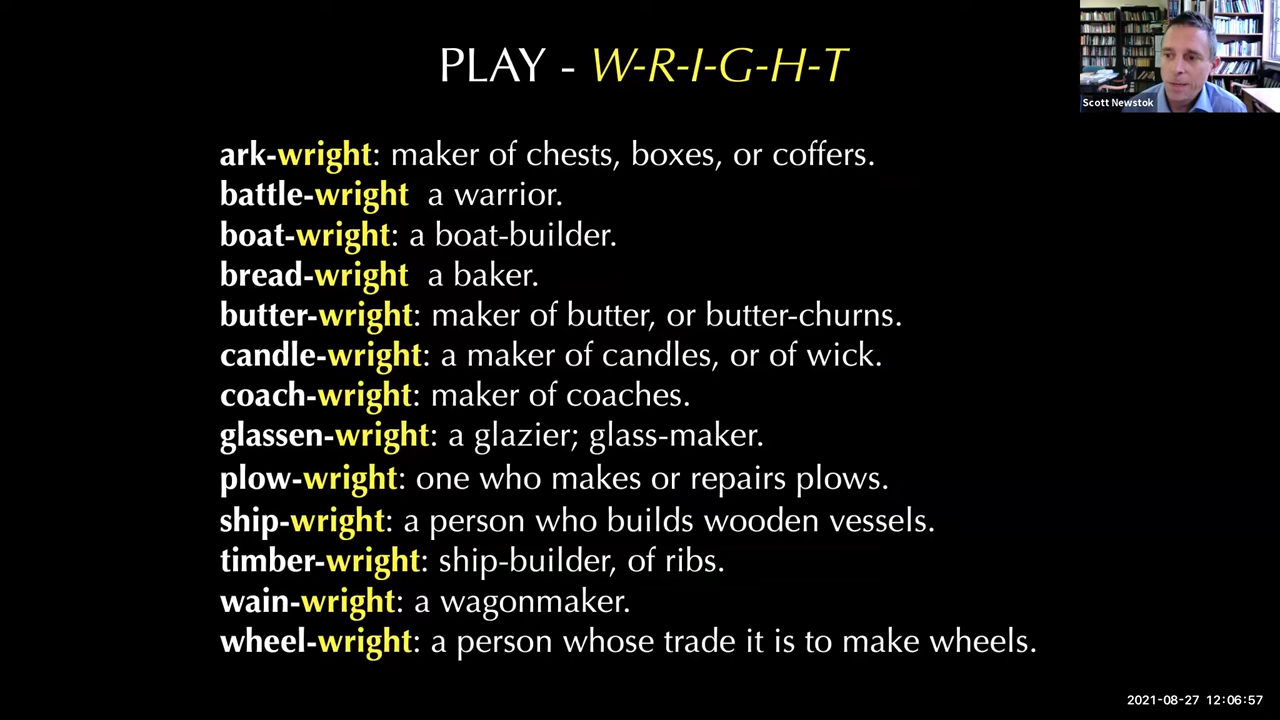 PLAY - W-R-I-G-H-T
Scott Newstok
ark-wright: maker of chests, boxes, or coffers.
battle-wright a warrior.
boat-wright: a boat-builder.
bread-wright a baker.
butter-wright: maker of butter, or butter-churns.
candle-wright: a maker of candles, or of wick.
coach-wright: maker of coaches.
glassen-wright: a glazier; glass-maker.
plow-wright: one who makes or repairs plows.
ship-wright: a person who builds wooden vessels.
timber-wright: ship-builder, of ribs.
wain-wright: a wagonmaker.
wheel-wright: a person whose trade it is to make wheels.
2021-08-27 12:06:57